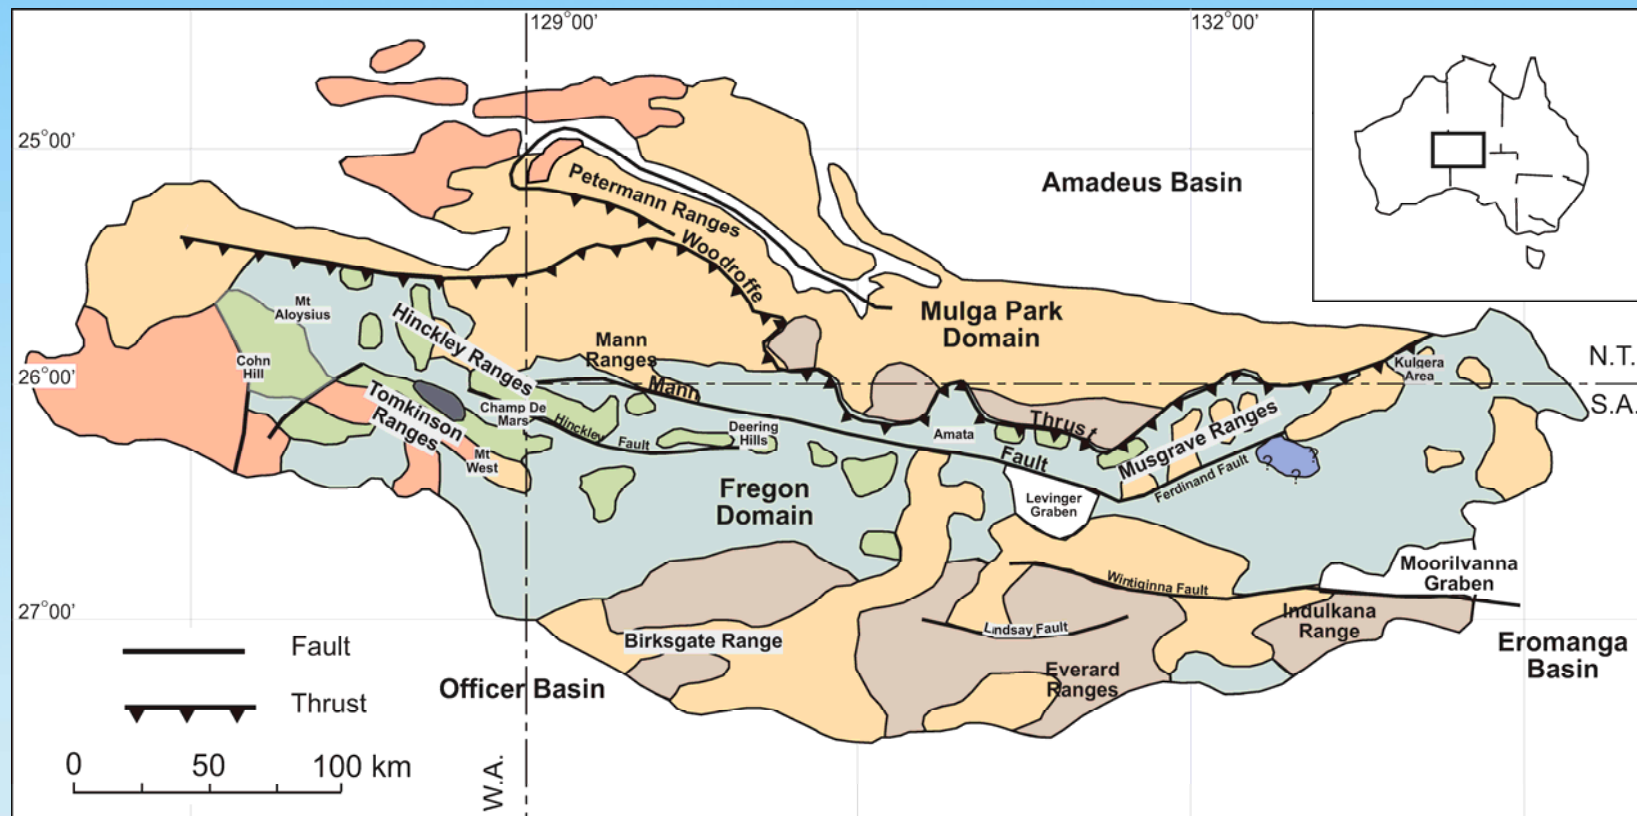 129°00'
132°00'
25°00'
Amadeus Basin
Petermann Ranges
Woodroffe
Mt
Aloysius
Hinckley Ranges
Mulga Park
Domain
Mann
Ranges
N.T.
Cohn
Hill
Kulgera
Area
26°00'
Mann
S.A.
Tomkinson
Ranges
Champ De
Mars
Hinckley Fault
Deering
Hills
Amata
Thrust
Musgrave Ranges
Mt
West
Fault
Ferdinand Fault
? ? ?
Fregon
Domain
Levinger
Graben
Moorilvanna
Graben
Wintiginna Fault
27°00'
Indulkana
Range
Lindsay Fault
Birksgate Range
Eromanga
Basin
Fault
Officer Basin
Everard
Ranges
Thrust
0 50 100 km
W.A.